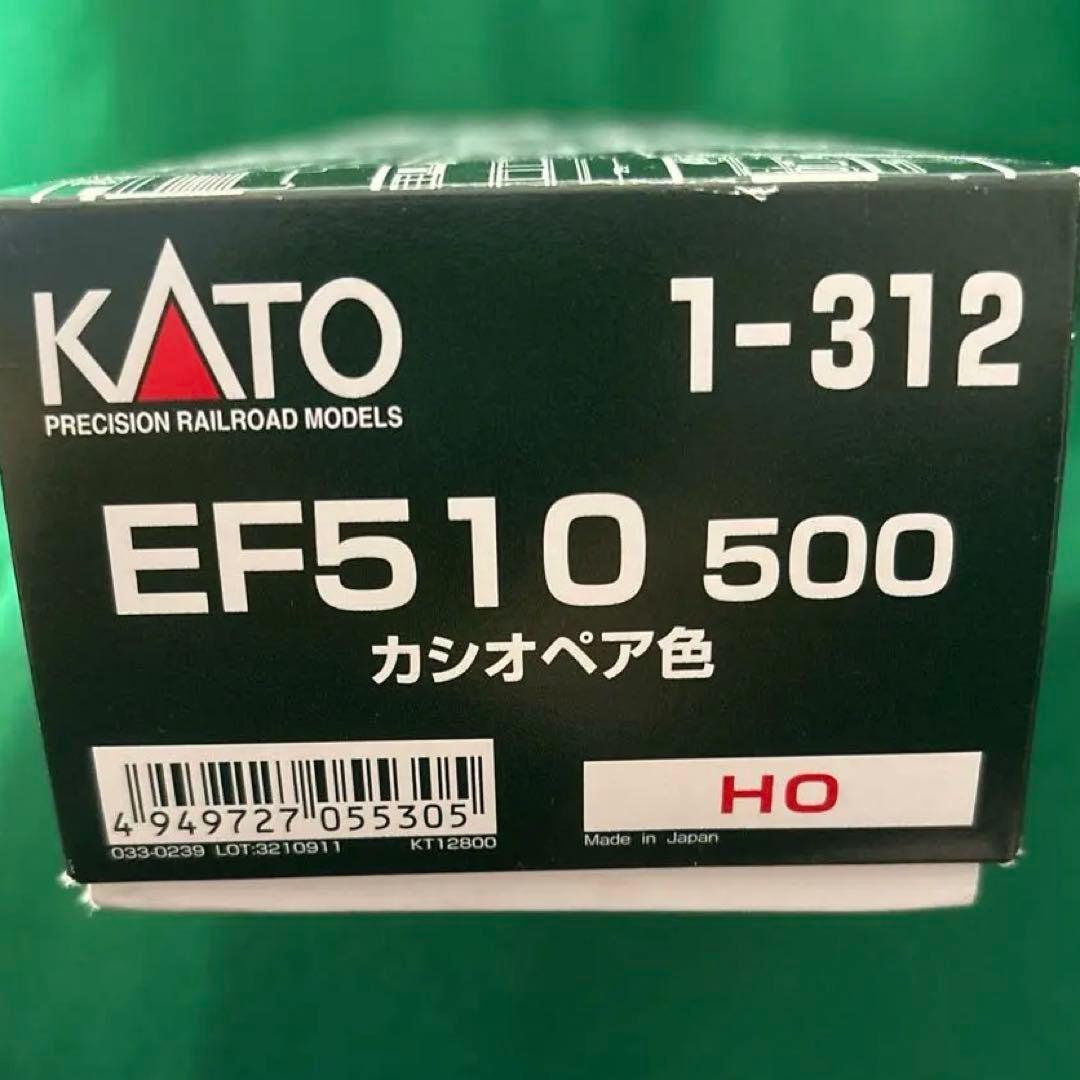 KATO
PRECISION RAILROAD MODELS
1-312
EF510 500
カシオペア色
4 949727 055305
033-0239 LOT:3210911 KT12800
HO
Made in Japan